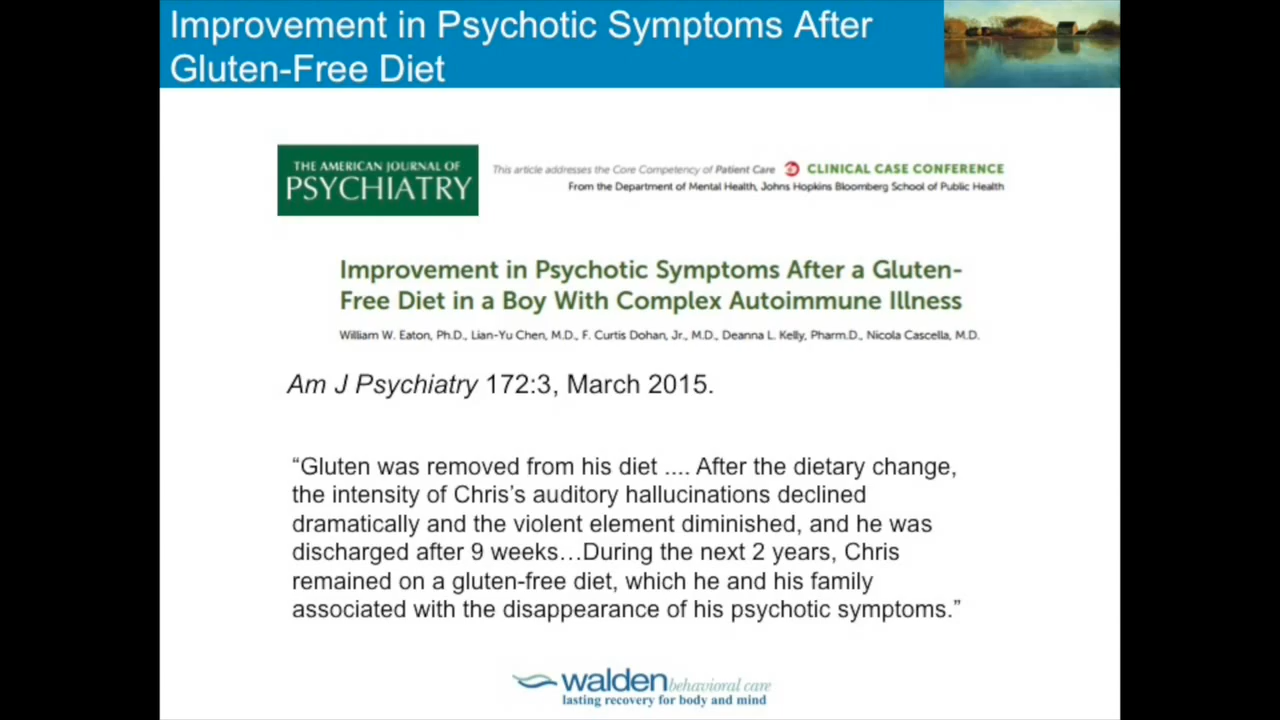 Improvement in Psychotic Symptoms After
Gluten-Free Diet
THE AMERICAN JOURNAL OF
PSYCHIATRY
This article addresses the Core Competency of Patient Care
CLINICAL CASE CONFERENCE
From the Department of Mental Health, Johns Hopkins Bloomberg School of Public Health
Improvement in Psychotic Symptoms After a Gluten-
Free Diet in a Boy With Complex Autoimmune Illness
William W. Eaton, Ph.D., Lian-Yu Chen, M.D., F. Curtis Dohan, Jr., M.D., Deanna L. Kelly, Pharm.D., Nicola Cascella, M.D.
Am J Psychiatry 172:3, March 2015.
“Gluten was removed from his diet .... After the dietary change,
the intensity of Chris’s auditory hallucinations declined
dramatically and the violent element diminished, and he was
discharged after 9 weeks…During the next 2 years, Chris
remained on a gluten-free diet, which he and his family
associated with the disappearance of his psychotic symptoms.”
walden behavioral care
lasting recovery for body and mind